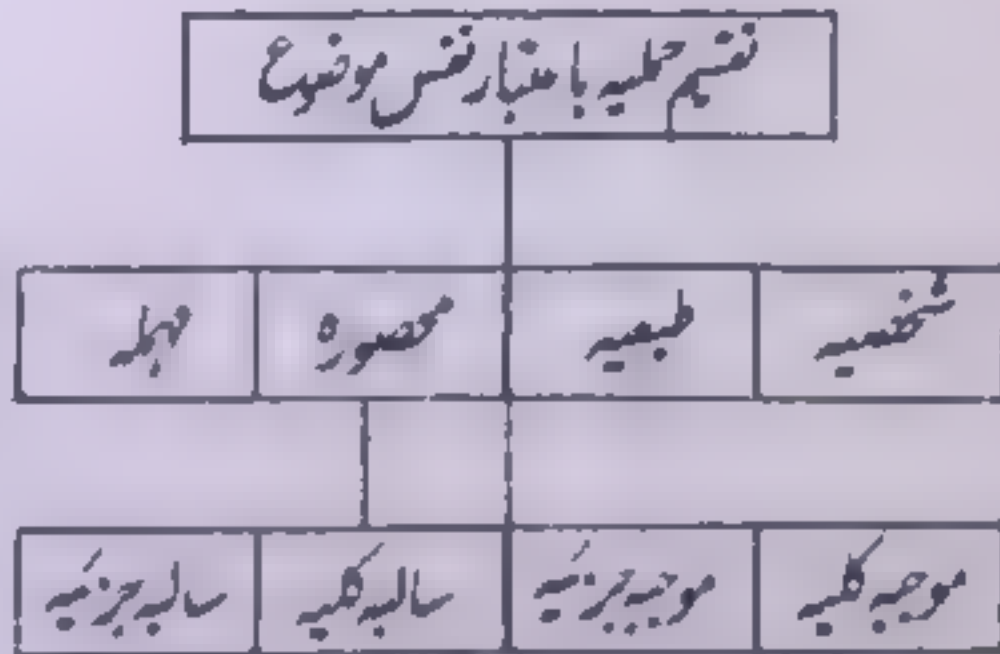 تقسیم حملیہ باعتبار نفس موضوع
شخصیہ طبعیہ محصورہ مہملہ
موجبہ کلیہ موجبہ جزئیہ سالبہ کلیہ سالبہ جزئیہ